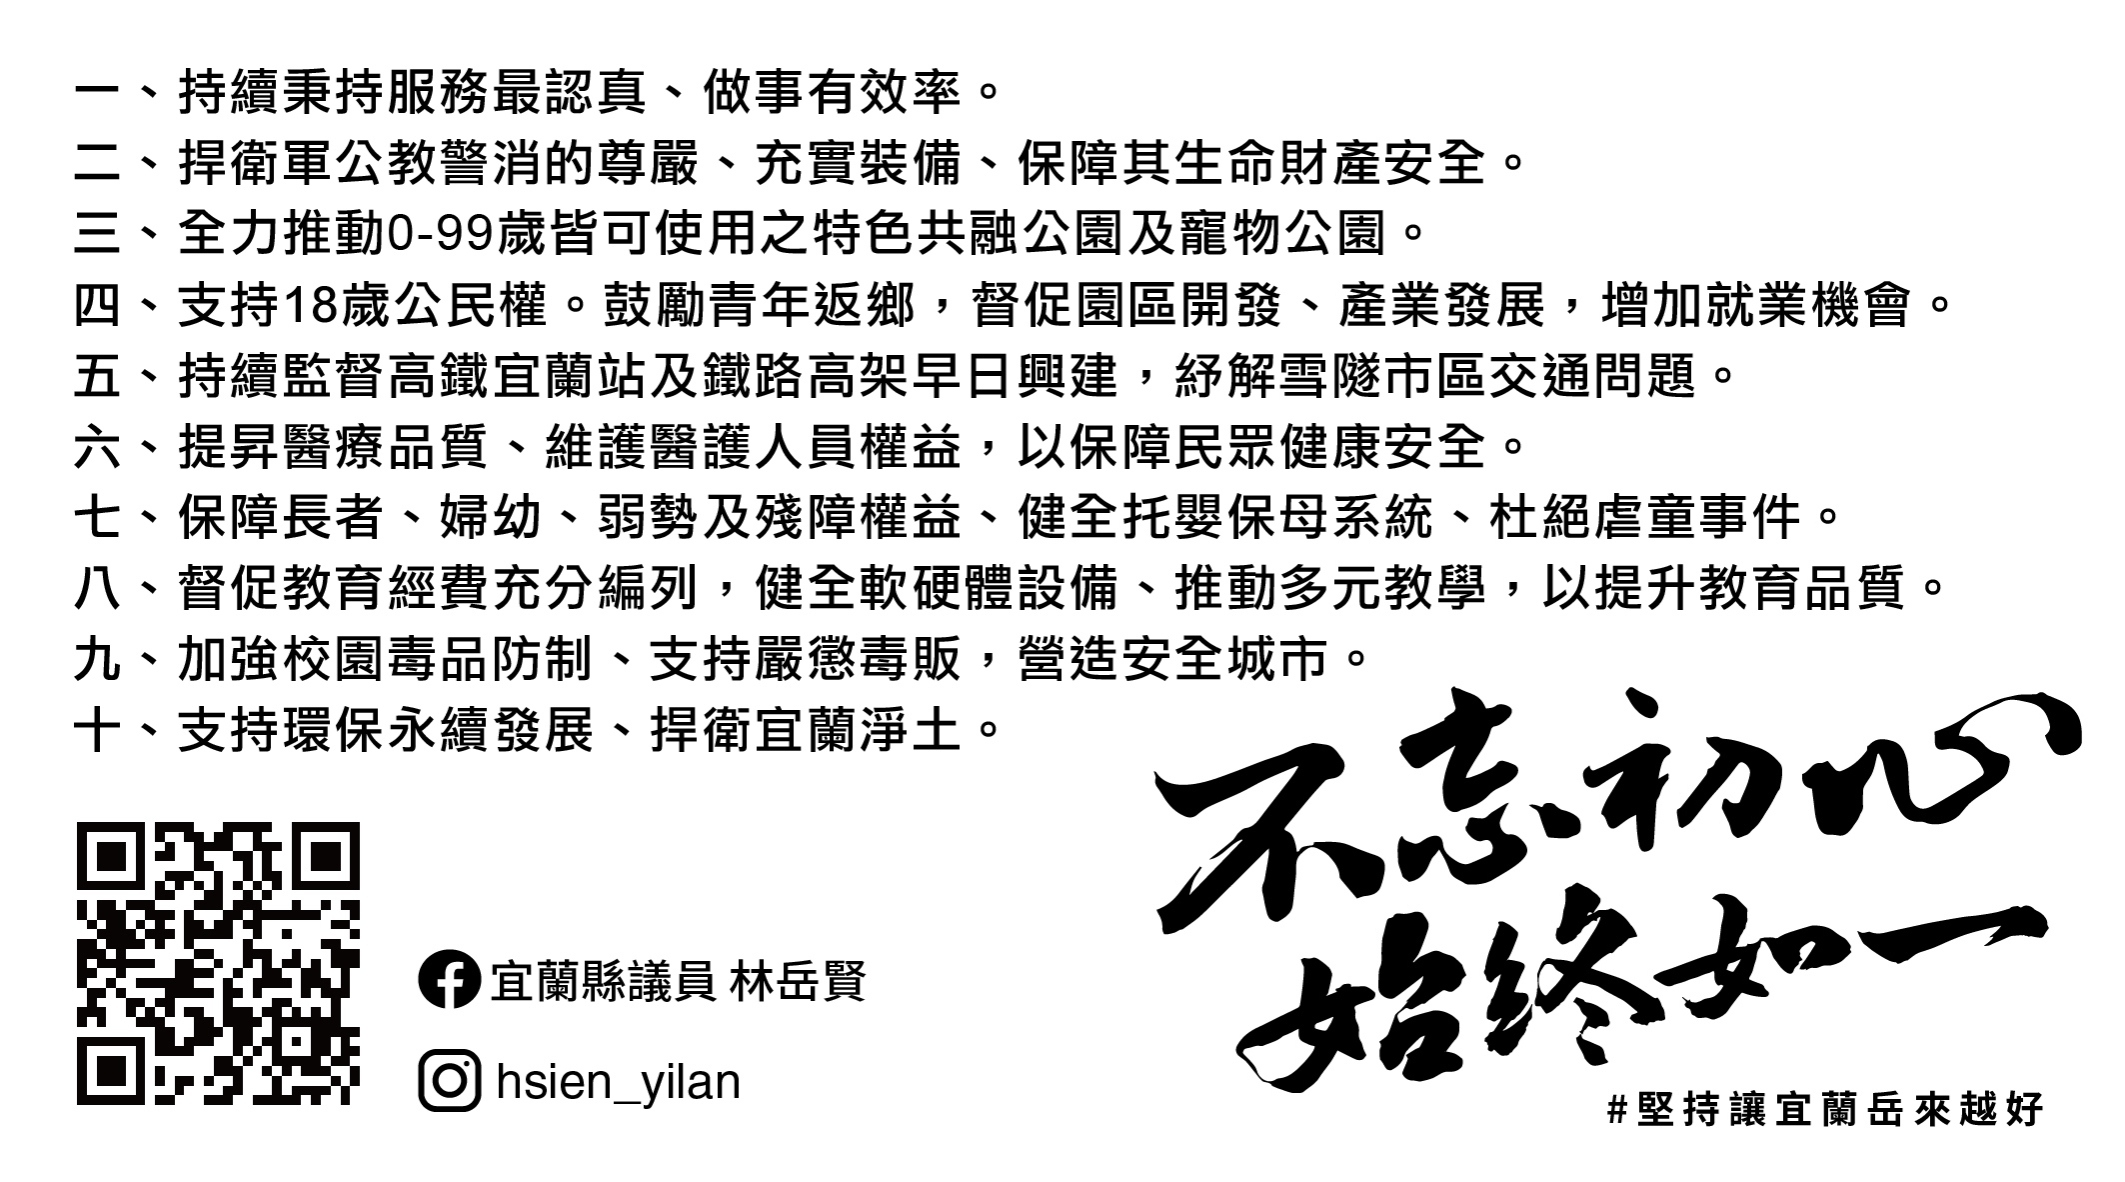 一、持續秉持服務最認真、做事有效率。
二、捍衛軍公教警消的尊嚴、充實裝備、保障其生命財產安全。
三、全力推動0-99歲皆可使用之特色共融公園及寵物公園。
四、支持18歲公民權。鼓勵青年返鄉，督促園區開發、產業發展，增加就業機會。
五、持續監督高鐵宜蘭站及鐵路高架早日興建，紓解雪隧市區交通問題。
六、提昇醫療品質、維護醫護人員權益，以保障民眾健康安全。
七、保障長者、婦幼、弱勢及殘障權益、健全托嬰保母系統、杜絕虐童事件。
八、督促教育經費充分編列，健全軟硬體設備、推動多元教學，以提升教育品質。
九、加強校園毒品防制、支持嚴懲毒販，營造安全城市。
十、支持環保永續發展、捍衛宜蘭淨土。
不忘初心
始終如一
宜蘭縣議員 林岳賢
hsien_yilan
#堅持讓宜蘭岳來越好